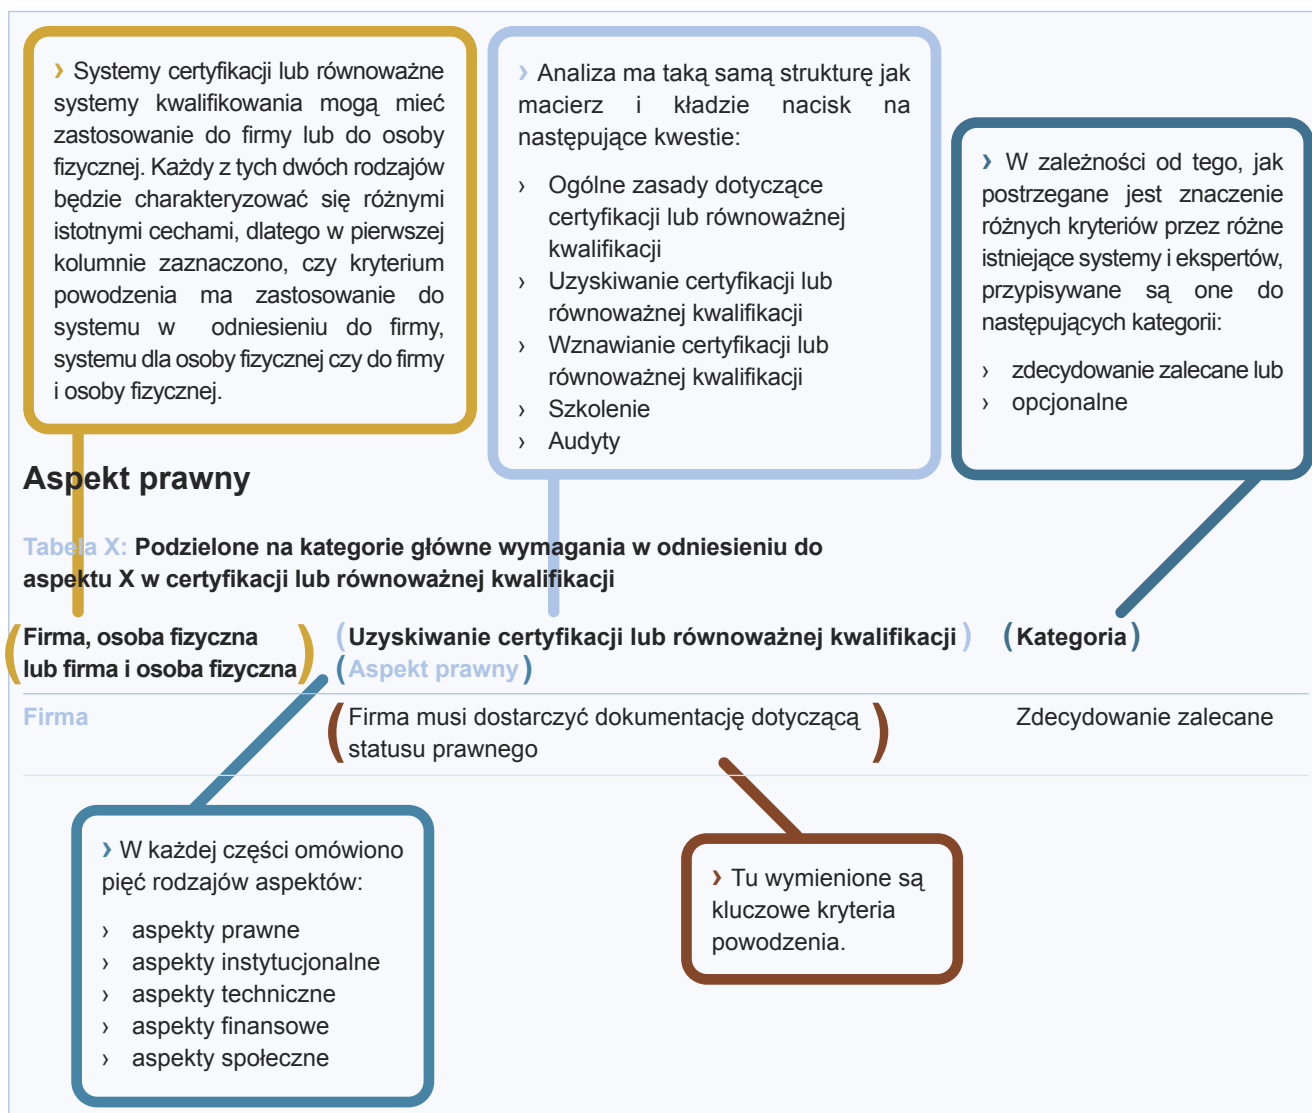 › Systemy certyfikacji lub równoważne
systemy kwalifikowania mogą mieć
zastosowanie do firmy lub do osoby
fizycznej. Każdy z tych dwóch rodzajów
będzie charakteryzować się różnymi
istotnymi cechami, dlatego w pierwszej
kolumnie zaznaczono, czy kryterium
powodzenia ma zastosowanie do
systemu w odniesieniu do firmy,
systemu dla osoby fizycznej czy do firmy
i osoby fizycznej.
› Analiza ma taką samą strukturę jak
macierz i kładzie nacisk na
następujące kwestie:
› Ogólne zasady dotyczące
certyfikacji lub równoważnej
kwalifikacji
› Uzyskiwanie certyfikacji lub
równoważnej kwalifikacji
› Wznawianie certyfikacji lub
równoważnej kwalifikacji
› Szkolenie
› Audyty
› W zależności od tego, jak
postrzegane jest znaczenie
różnych kryteriów przez różne
istniejące systemy i ekspertów,
przypisywane są one do
następujących kategorii:
› zdecydowanie zalecane lub
› opcjonalne
Aspekt prawny
Tabela X: Podzielone na kategorie główne wymagania w odniesieniu do
aspektu X w certyfikacji lub równoważnej kwalifikacji
(Firma, osoba fizyczna
lub firma i osoba fizyczna)
(Uzyskiwanie certyfikacji lub równoważnej kwalifikacji)
(Aspekt prawny)
(Kategoria)
Firma
(Firma musi dostarczyć dokumentację dotyczącą
statusu prawnego)
Zdecydowanie zalecane
› W każdej części omówiono
pięć rodzajów aspektów:
› aspekty prawne
› aspekty instytucjonalne
› aspekty techniczne
› aspekty finansowe
› aspekty społeczne
› Tu wymienione są
kluczowe kryteria
powodzenia.